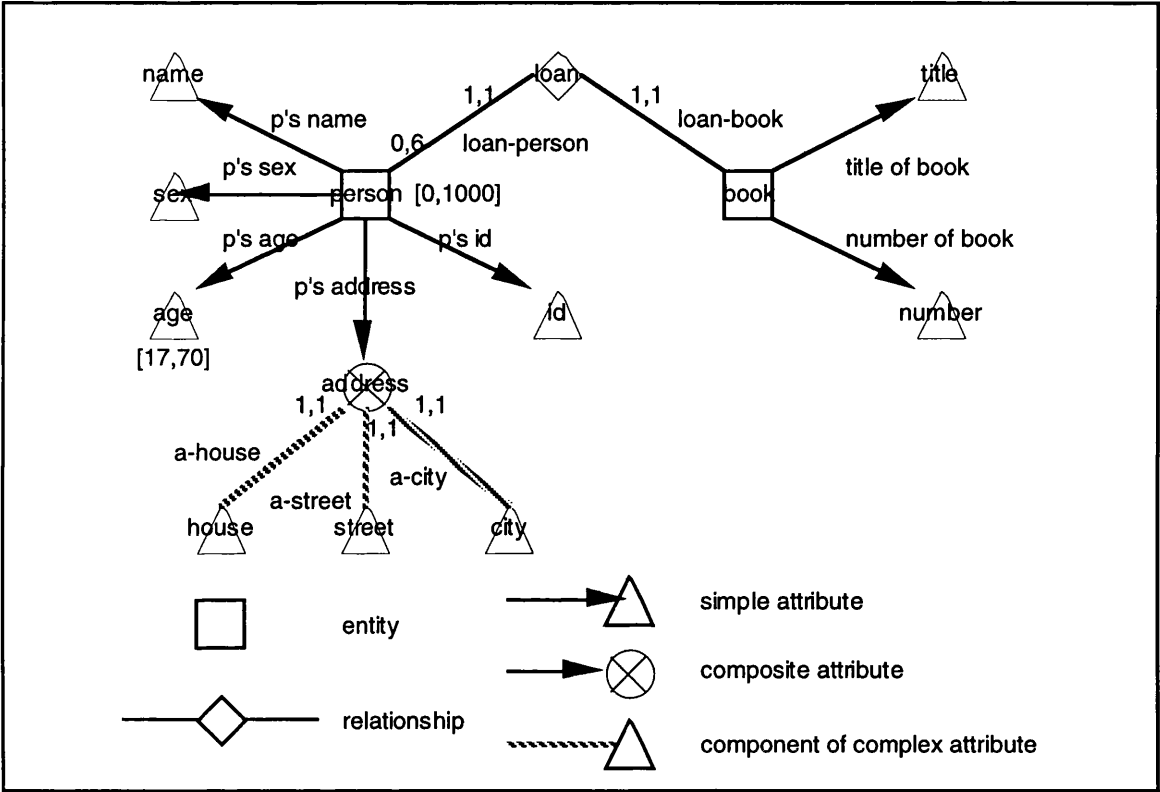 name
loan
title
1,1
1,1
p's name
loan-book
0,6
loan-person
p's sex
title of book
sex
person [0,1000]
book
p's age
p's id
number of book
p's address
age
id
number
[17,70]
address
1,1
1,1
1,1
a-house
a-city
a-street
house
street
city
simple attribute
entity
composite attribute
relationship
component of complex attribute